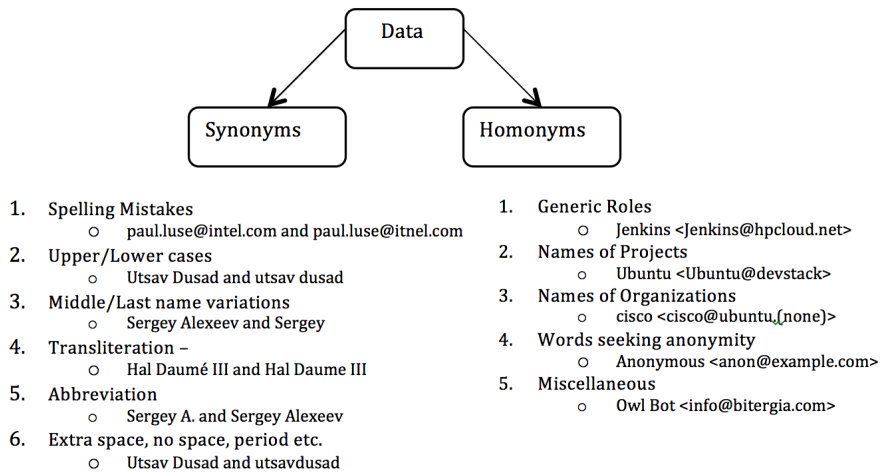 Data
Synonyms
Homonyms
1. Spelling Mistakes
o paul.luse@intel.com and paul.luse@itnel.com
2. Upper/Lower cases
o Utsav Dusad and utsav dusad
3. Middle/Last name variations
o Sergey Alexeev and Sergey
4. Transliteration –
o Hal Daumé III and Hal Daume III
5. Abbreviation
o Sergey A. and Sergey Alexeev
6. Extra space, no space, period etc.
o Utsav Dusad and utsavdusad
1. Generic Roles
o Jenkins <Jenkins@hpcloud.net>
2. Names of Projects
o Ubuntu <Ubuntu@devstack>
3. Names of Organizations
o cisco <cisco@ubuntu.(none)>
4. Words seeking anonymity
o Anonymous <anon@example.com>
5. Miscellaneous
o Owl Bot <info@bitergia.com>